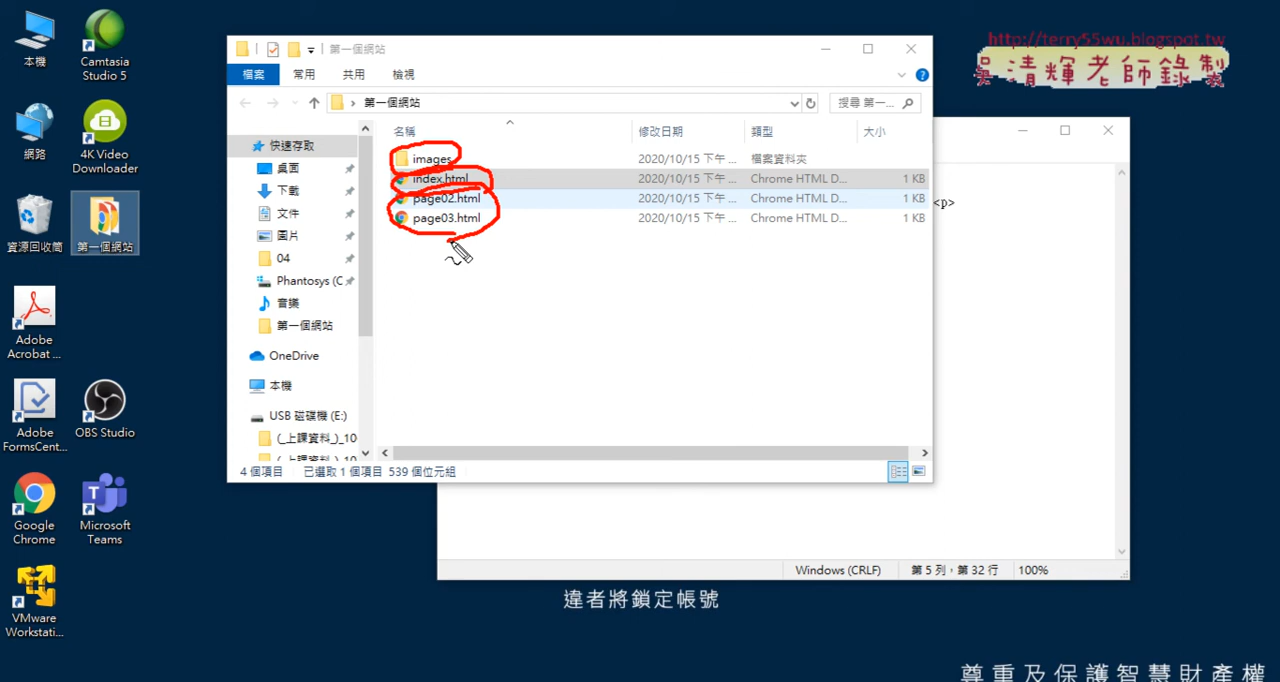 本機
Camtasia
Studio 5
網路
4K Video
Downloader
資源回收筒
第一個網站
Adobe
Acrobat ...
Adobe
FormsCent...
OBS Studio
Google
Chrome
Microsoft
Teams
VMware
Workstati...
第一個網站
檔案 常用 共用 檢視
第一個網站
搜尋 第一...
快速存取
桌面
下載
文件
圖片
04
Phantosys (C
音樂
第一個網站
OneDrive
本機
USB 磁碟機 (E:)
(_上課資料_)_10
名稱 修改日期 類型 大小
images 2020/10/15 下午 ... 檔案資料夾
index.html 2020/10/15 下午 ... Chrome HTML D... 1 KB
page02.html 2020/10/15 下午 ... Chrome HTML D... 1 KB
page03.html 2020/10/15 下午 ... Chrome HTML D... 1 KB
4 個項目 已選取 1 個項目 539 個位元組
http://terry55wu.blogspot.tw
吳清輝老師錄製
<p>
Windows (CRLF) 第 5 列，第 32 行 100%
違者將鎖定帳號
尊重及保護智慧財產權